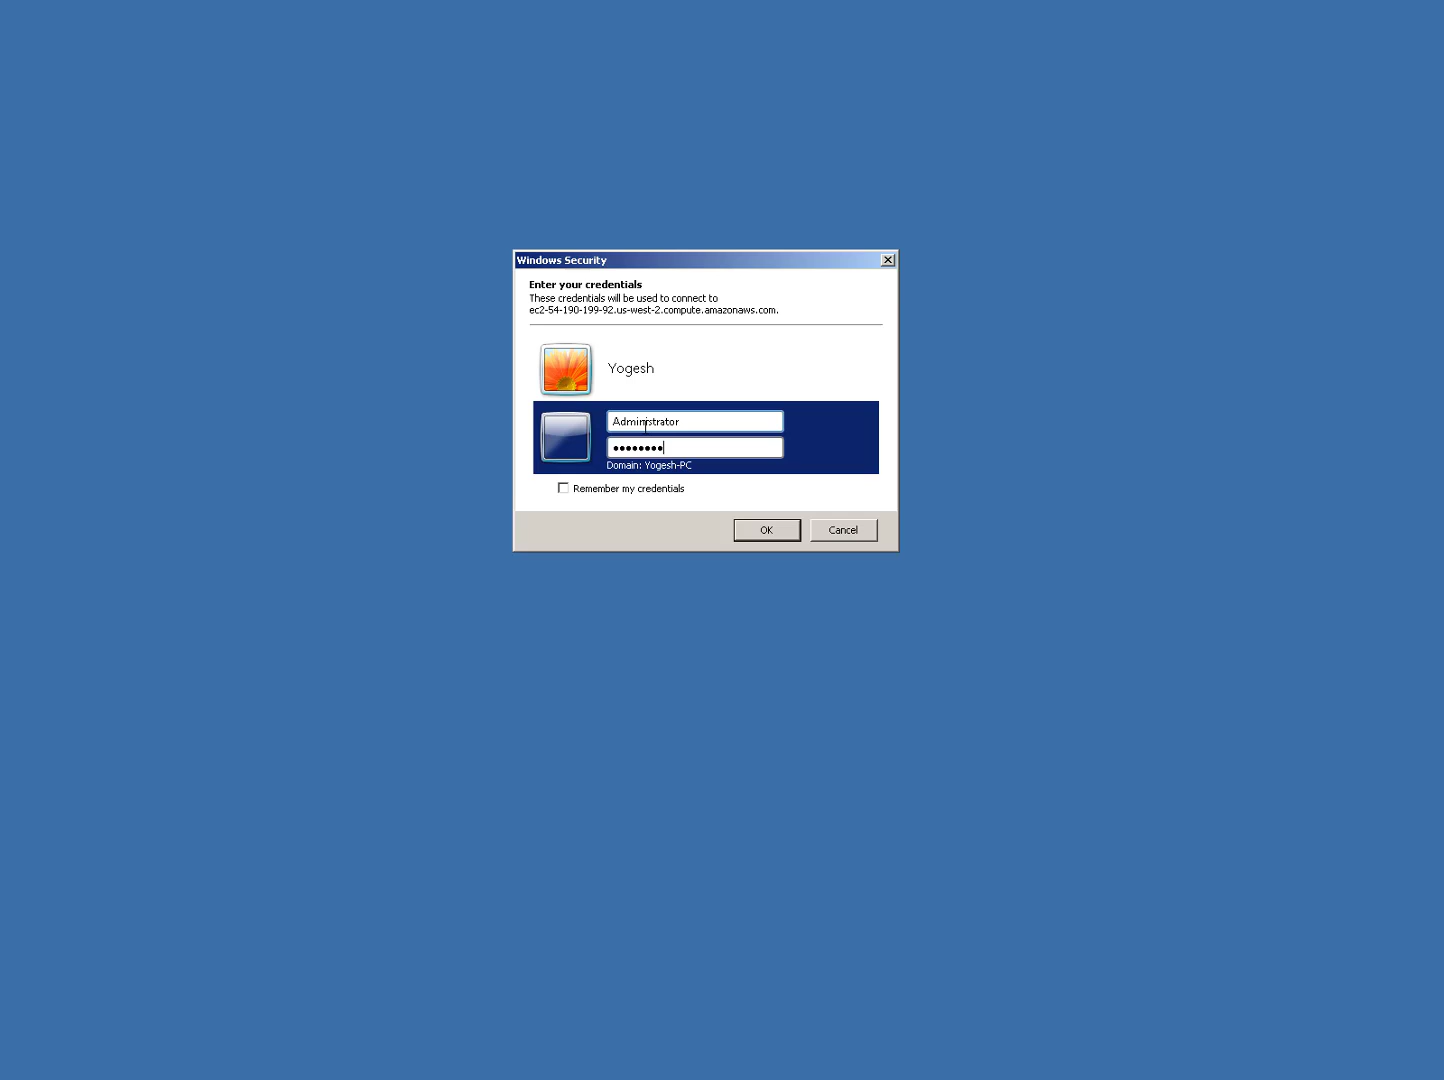 Windows Security
Enter your credentials
These credentials will be used to connect to
ec2-54-190-199-92.us-west-2.compute.amazonaws.com.
Yogesh
Administrator
●●●●●●●●
Domain: Yogesh-PC
Remember my credentials
OK
Cancel